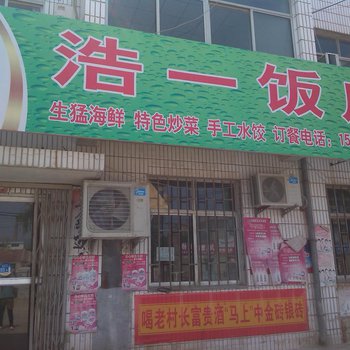 浩一饭店
生猛海鲜 特色炒菜 手工水饺 订餐电话：15
喝老村长富贵酒“马上”中金砖银砖